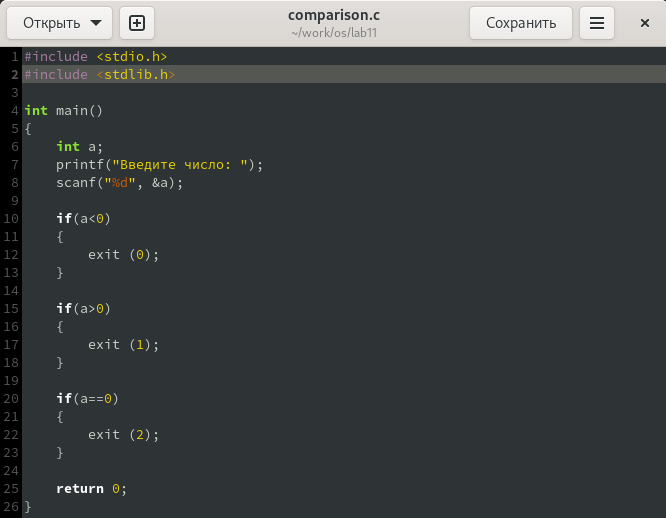 Открыть
comparison.c
~/work/os/lab11
Сохранить
1 #include <stdio.h>
2 #include <stdlib.h>
3
4 int main()
5 {
6     int a;
7     printf("Введите число: ");
8     scanf("%d", &a);
9
10     if(a<0)
11     {
12         exit (0);
13     }
14
15     if(a>0)
16     {
17         exit (1);
18     }
19
20     if(a==0)
21     {
22         exit (2);
23     }
24
25     return 0;
26 }